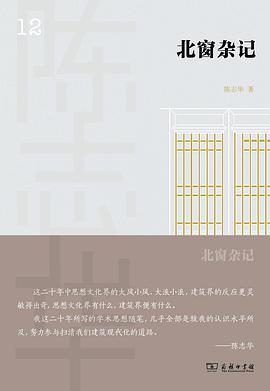 12
陈志华
北窗杂记
陈志华 著
北窗杂记
这二十年中思想文化界的大风小风、大浪小浪,建筑界的反应更灵
敏得出奇,思想文化界有什么,建筑界便有什么。
我这二十年所写的学术思想随笔,几乎全部是就我的认识水平所
及,努力参与扫清我们建筑现代化的道路。
——陈志华
商务印书馆